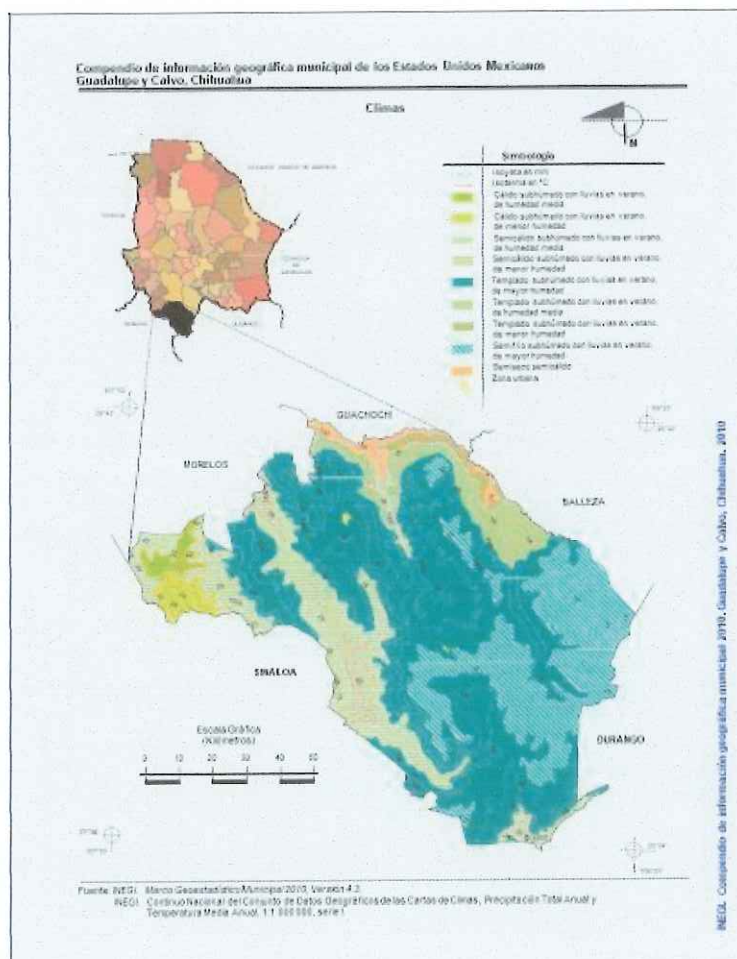 Compendio de información geográfica municipal de los Estados Unidos Mexicanos
Guadalupe y Calvo, Chihuahua
Climas
N
Simbología
Isoyeta en mm
Isoterma en °C
Cálido subhúmedo con lluvias en verano,
de humedad media
Cálido subhúmedo con lluvias en verano,
de menor humedad
Semicálido subhúmedo con lluvias en verano,
de humedad media
Semicálido subhúmedo con lluvias en verano,
de menor humedad
Templado subhúmedo con lluvias en verano,
de mayor humedad
Templado subhúmedo con lluvias en verano,
de humedad media
Templado subhúmedo con lluvias en verano,
de menor humedad
Semifrío subhúmedo con lluvias en verano,
de mayor humedad
Semiseco semicálido
Zona urbana
GUACHOCHI
MORELOS
BALLEZA
SINALOA
DURANGO
Escala Gráfica
(Kilómetros)
0 10 20 30 40 50
Fuente: INEGI. Marco Geoestadístico Municipal 2010, Versión 4.3.
INEGI. Continuo Nacional del Conjunto de Datos Geográficos de las Cartas de Climas, Precipitación Total Anual y
Temperatura Media Anual, 1:1 000 000, serie I.
INEGI. Compendio de información geográfica municipal 2010. Guadalupe y Calvo, Chihuahua. 2010